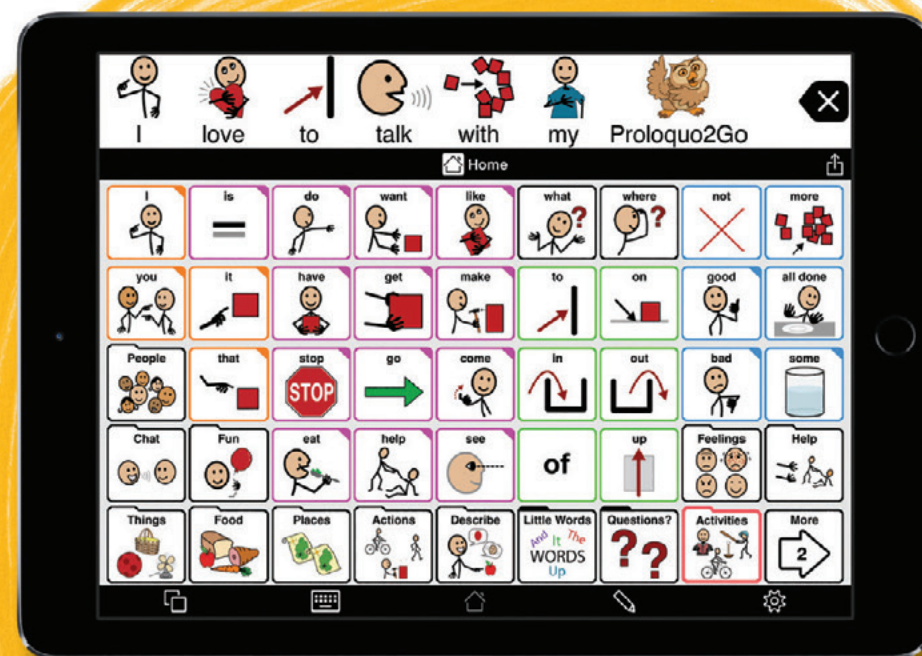 I love to talk with my Proloquo2Go
Home
I is do want like what where not more
you it have get make to on good all done
People that stop go come in out bad some
STOP
Chat Fun eat help see of up Feelings Help
Things Food Places Actions Describe Little Words Questions? Activities More
And It The
WORDS
Up
2